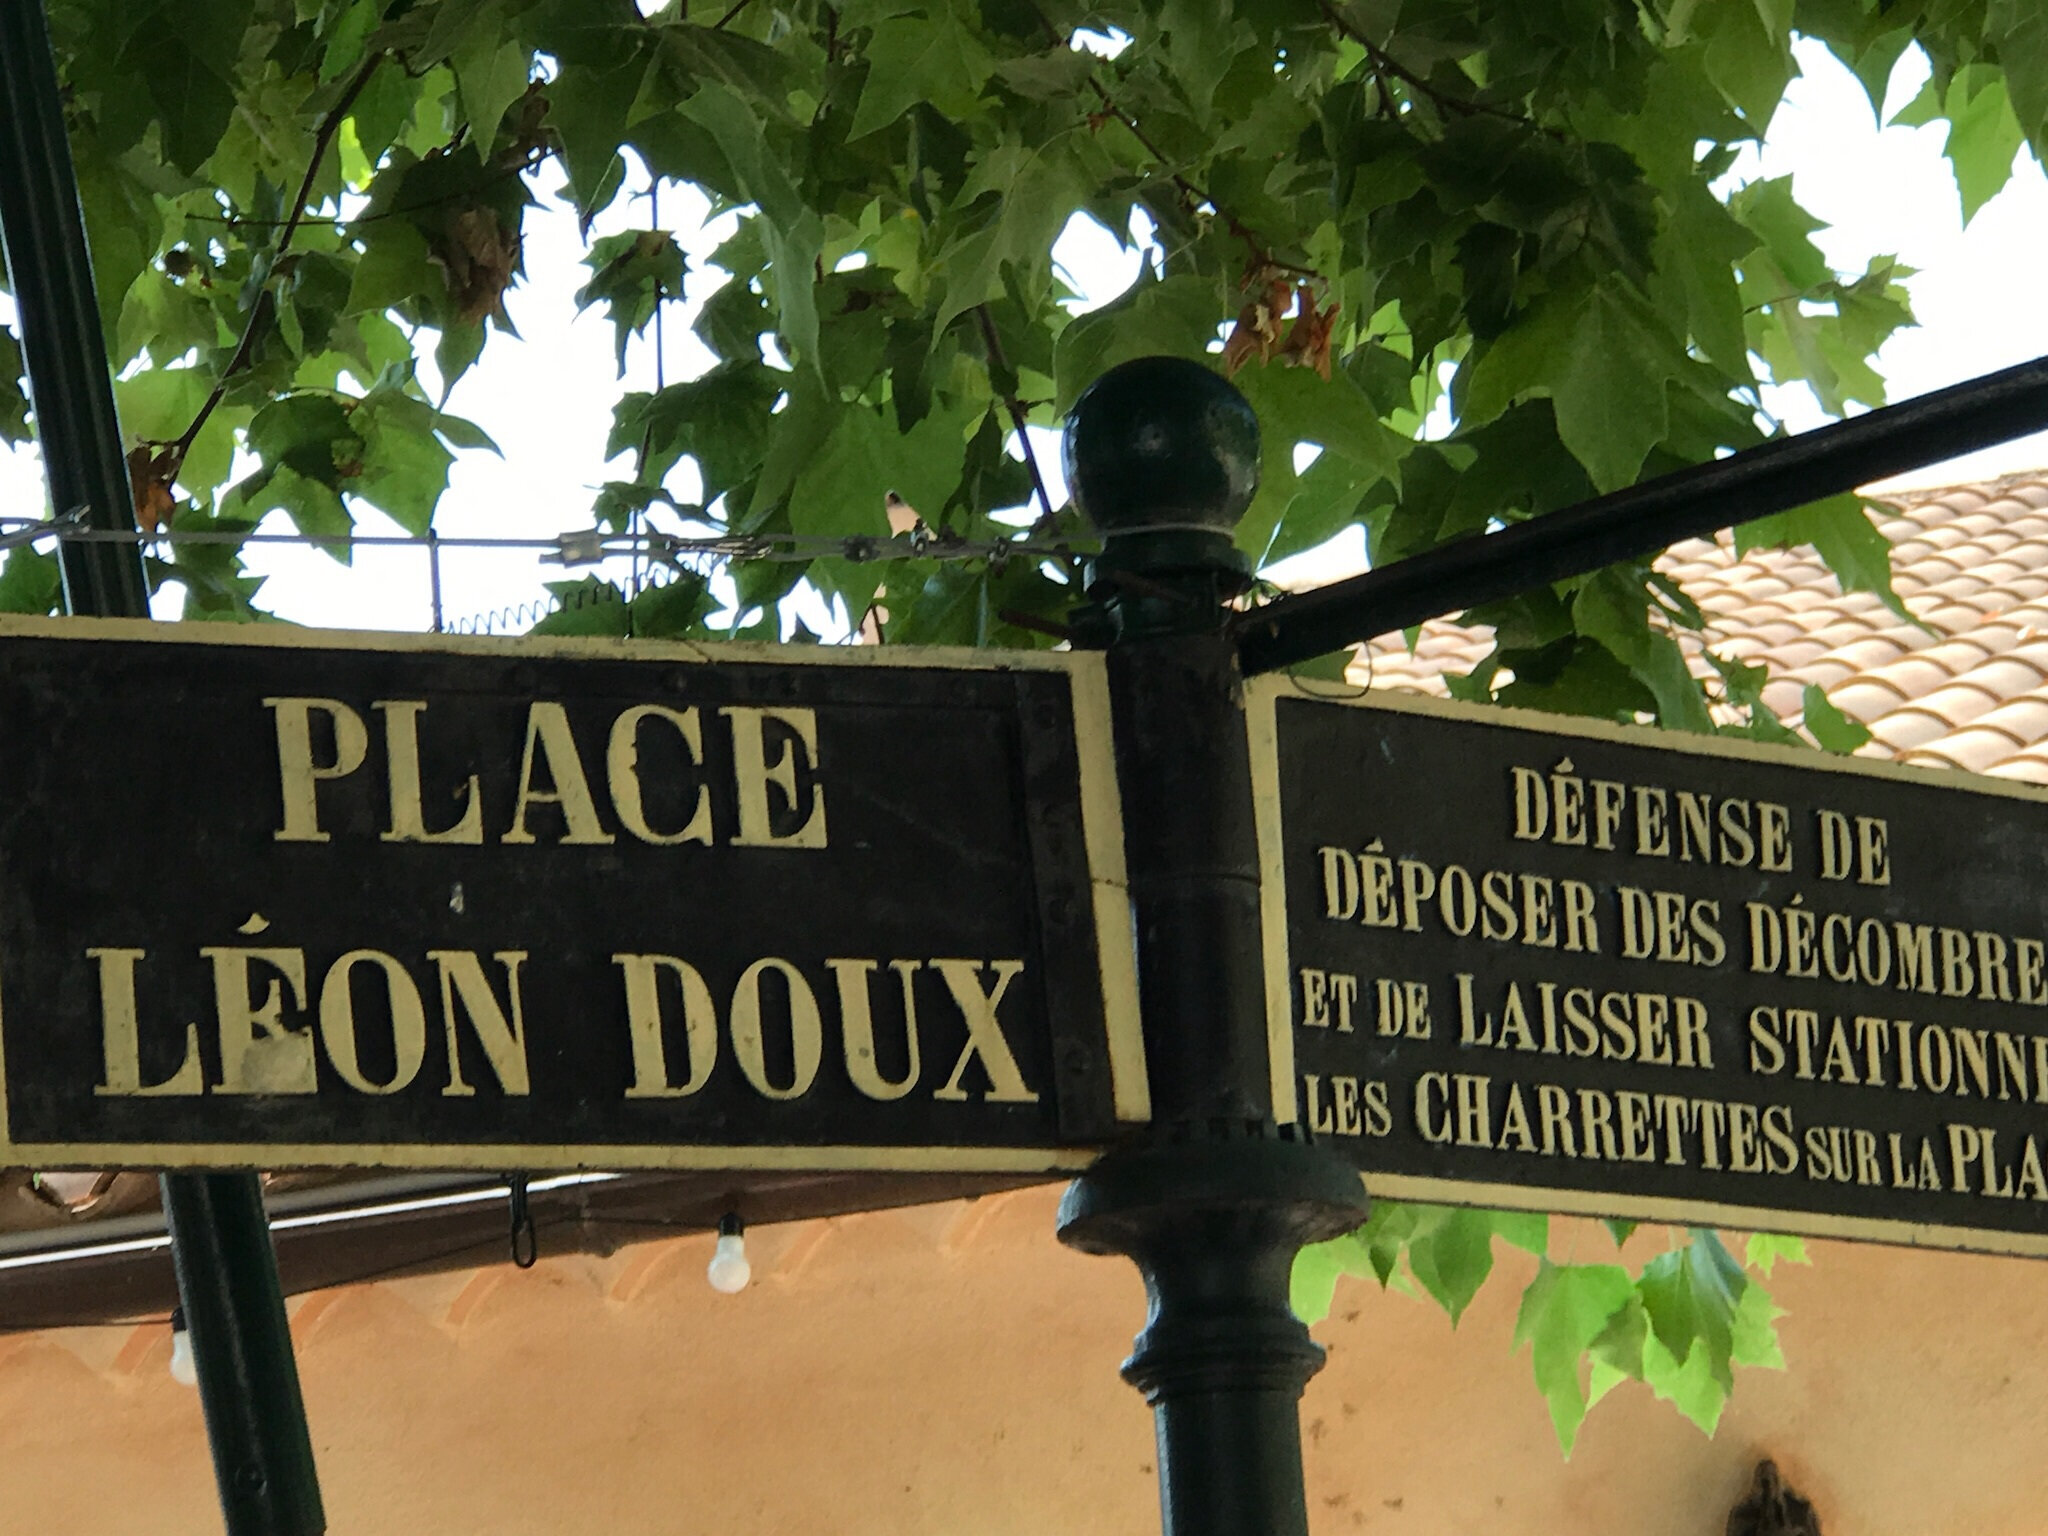 PLACE
LÉON DOUX
DÉFENSE DE
DÉPOSER DES DÉCOMBRE
ET DE LAISSER STATIONNE
LES CHARRETTES SUR LA PLA